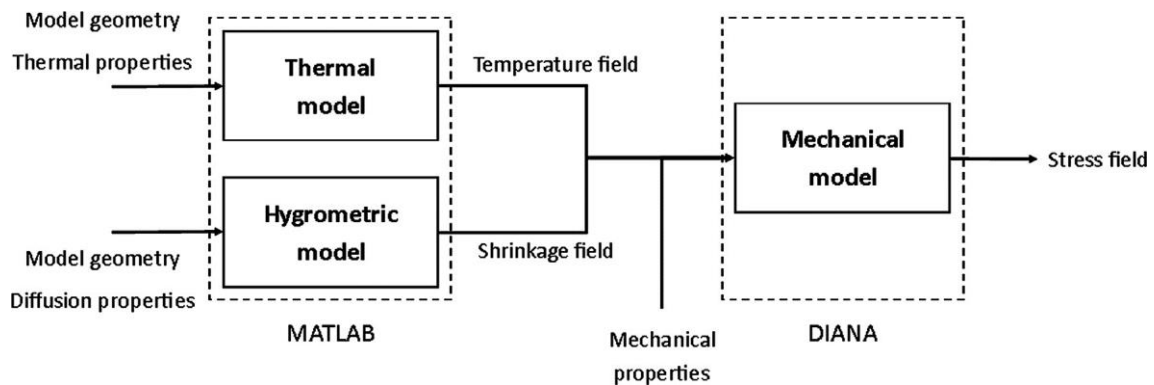 Model geometry
Thermal properties
Thermal
model
Temperature field
Mechanical
model
Stress field
Hygrometric
model
Shrinkage field
Model geometry
Diffusion properties
MATLAB
Mechanical
properties
DIANA